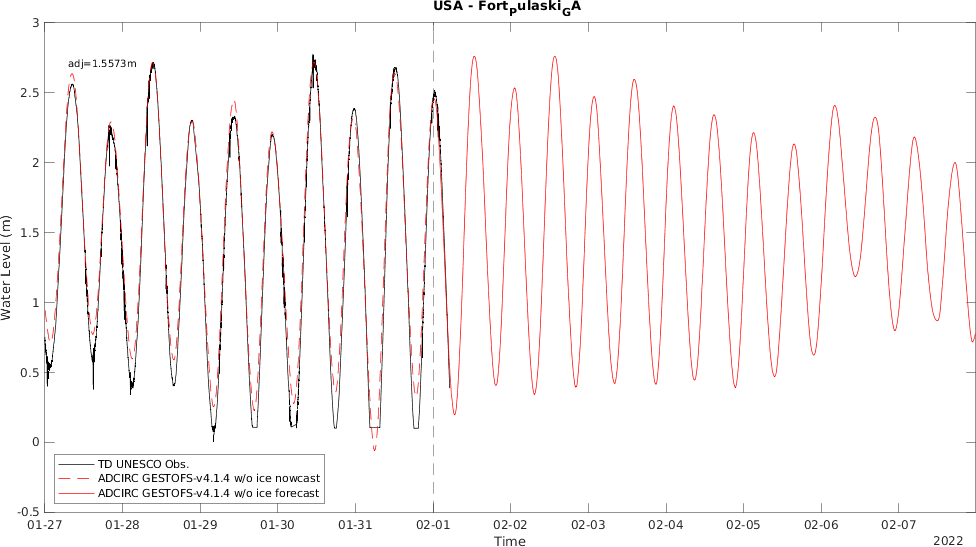 USA - FortPulaskiGA
3
2.5
2
1.5
1
0.5
0
-0.5
Water Level (m)
adj=1.5573m
TD UNESCO Obs.
ADCIRC GESTOFS-v4.1.4 w/o ice nowcast
ADCIRC GESTOFS-v4.1.4 w/o ice forecast
01-27 01-28 01-29 01-30 01-31 02-01 02-02 02-03 02-04 02-05 02-06 02-07
Time
2022